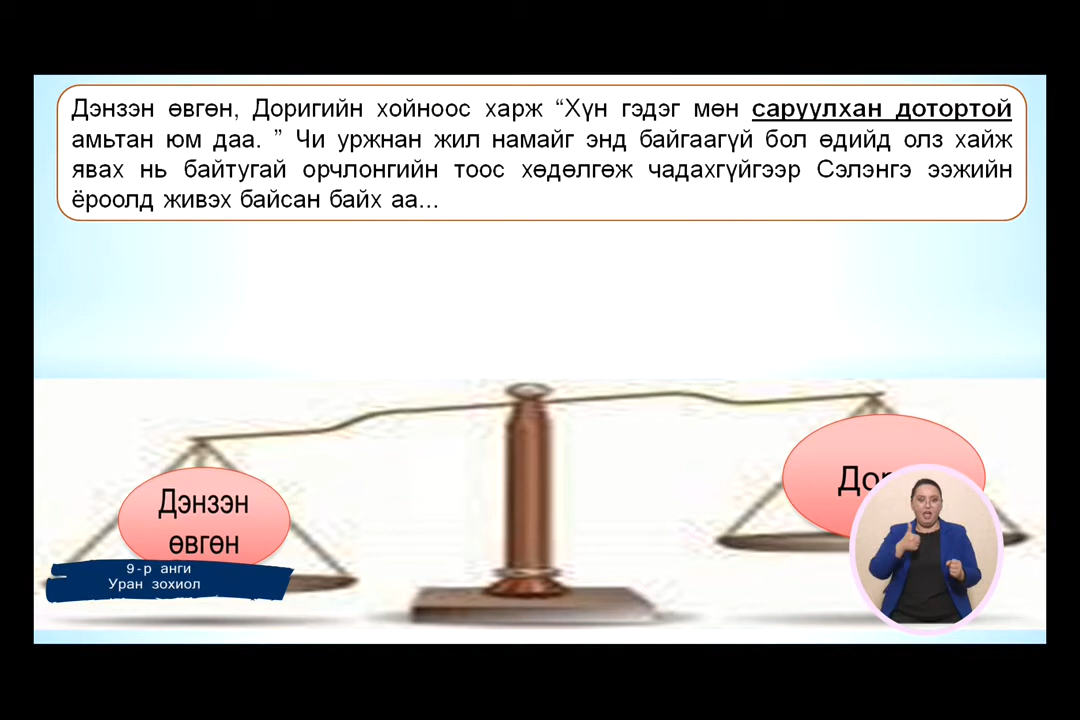 Дэнзэн өвгөн, Доригийн хойноос харж “Хүн гэдэг мөн саруулхан дотортой
амьтан юм даа. ” Чи уржнан жил намайг энд байгаагүй бол өдийд олз хайж
явах нь байтугай орчлонгийн тоос хөдөлгөж чадахгүйгээр Сэлэнгэ ээжийн
ёроолд живэх байсан байх аа...
Дэнзэн
өвгөн
9-р анги
Уран зохиол